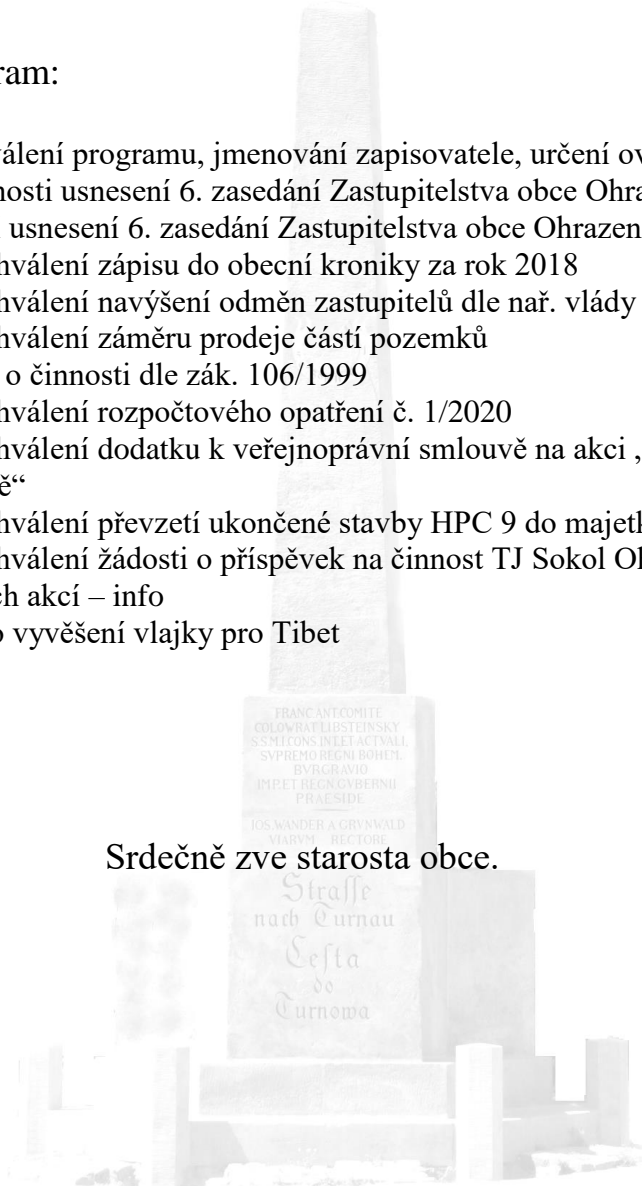 ram:
válení programu, jmenování zapisovatele, určení ov
nosti usnesení 6. zasedání Zastupitelstva obce Ohra
usnesení 6. zasedání Zastupitelstva obce Ohrazen
hválení zápisu do obecní kroniky za rok 2018
hválení navýšení odměn zastupitelů dle nař. vlády
hválení záměru prodeje částí pozemků
o činnosti dle zák. 106/1999
hválení rozpočtového opatření č. 1/2020
hválení dodatku k veřejnoprávní smlouvě na akci „
ě“
hválení převzetí ukončené stavby HPC 9 do majetk
hválení žádosti o příspěvek na činnost TJ Sokol Oh
ch akcí – info
o vyvěšení vlajky pro Tibet
FRANC ANT.COMITE
COLOWRAT LIBSTEINSKY
S.S.M.I.CONS.INT.ET ACTVALI,
SVPREMO REGNI BOHEM.
BVRGRAVIO
IMP.ET REGN.GVBERNII
PRAESIDE
IOS.WANDER A GRVNWALD
VIARVM RECTORE
Srdečně zve starosta obce.
Straſſe
nach Turnau
Ceſta
do
Turnowa